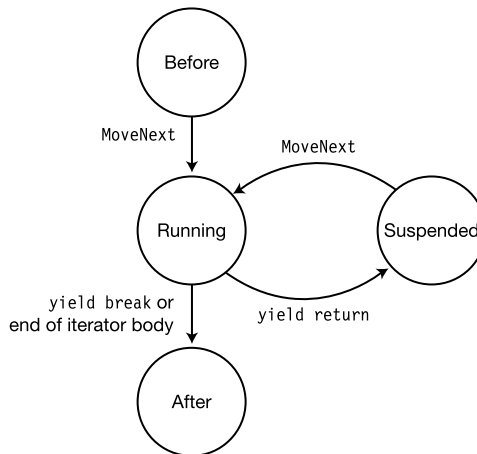 Before
MoveNext
MoveNext
Running
Suspended
yield break or
end of iterator body
yield return
After